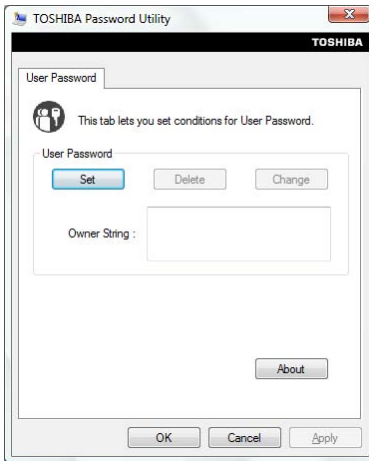 TOSHIBA Password Utility
TOSHIBA
User Password
This tab lets you set conditions for User Password.
User Password
Set Delete Change
Owner String :
About
OK Cancel Apply